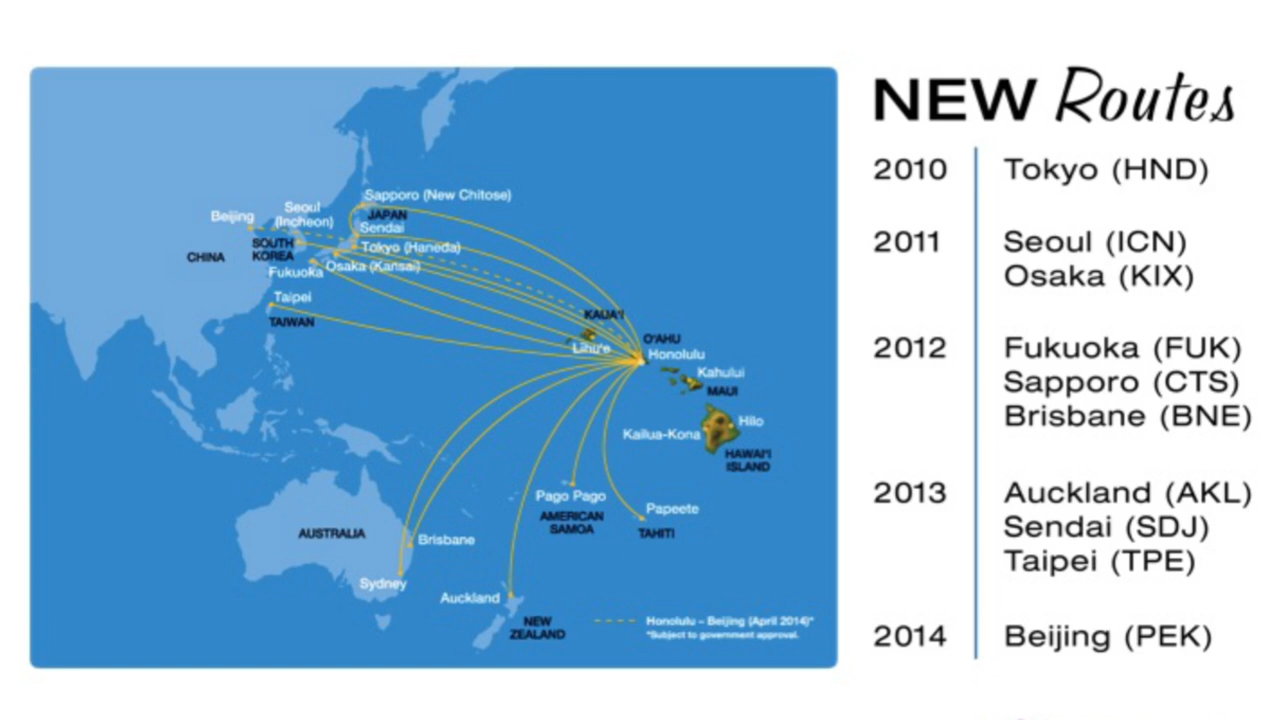 NEW Routes
2010 Tokyo (HND)
2011 Seoul (ICN)
Osaka (KIX)
2012 Fukuoka (FUK)
Sapporo (CTS)
Brisbane (BNE)
2013 Auckland (AKL)
Sendai (SDJ)
Taipei (TPE)
2014 Beijing (PEK)
Sapporo (New Chitose)
JAPAN
Seoul
(Incheon)
Beijing
Sendai
SOUTH
KOREA
Tokyo (Haneda)
CHINA
Osaka (Kansai)
Fukuoka
Taipei
TAIWAN
KAUA'I
Lihu'e
O'AHU
Honolulu
Kahului
MAUI
Hilo
Kailua-Kona
HAWAI'I
ISLAND
Pago Pago
AMERICAN
SAMOA
Papeete
TAHITI
AUSTRALIA
Brisbane
Sydney
Auckland
NEW
ZEALAND
Honolulu – Beijing (April 2014)*
*Subject to government approval.